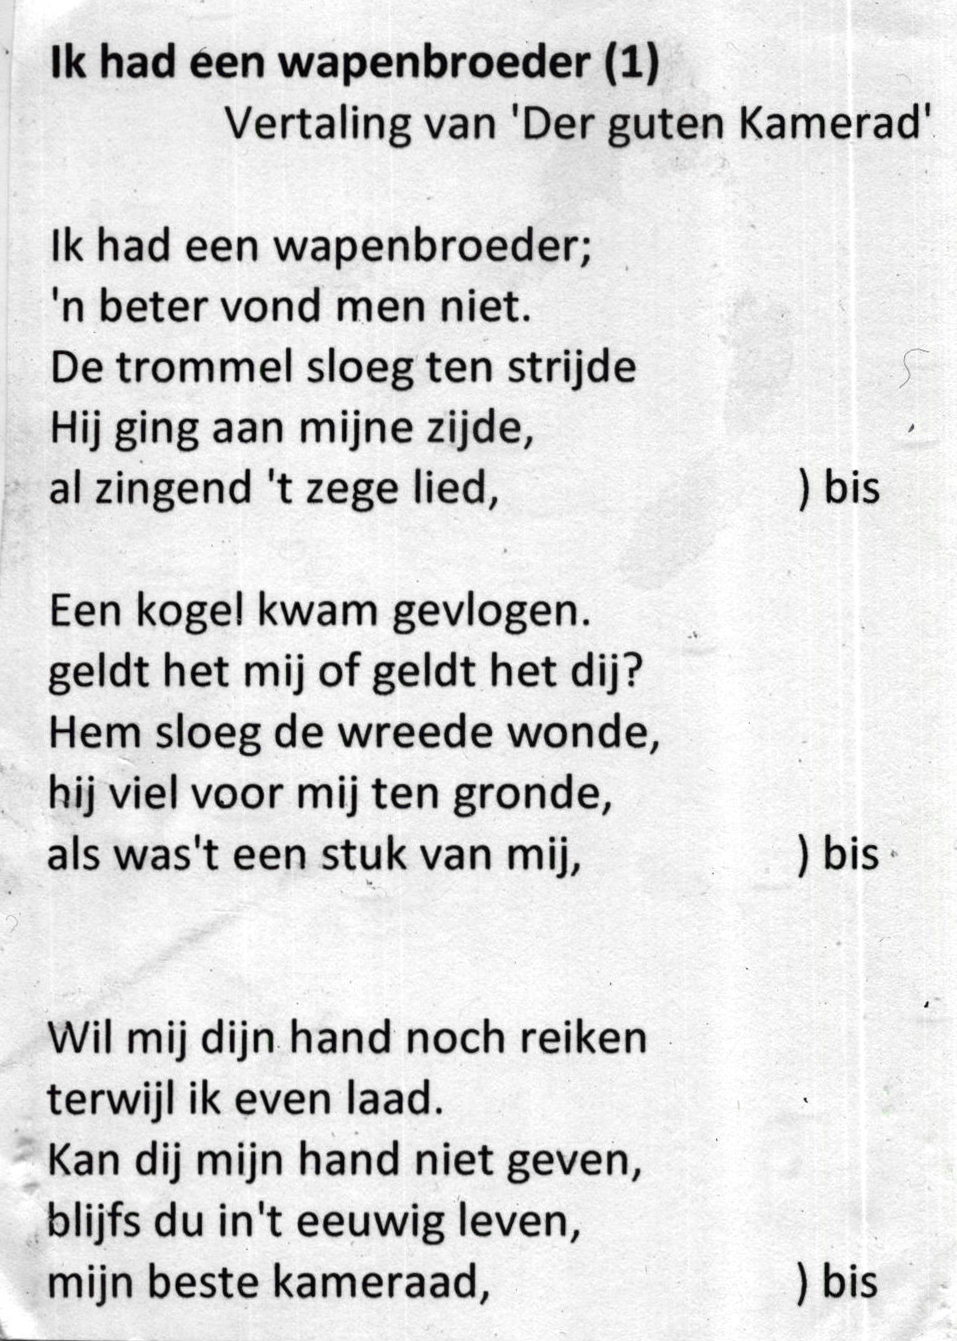 Ik had een wapenbroeder (1)
Vertaling van 'Der guten Kamerad'
Ik had een wapenbroeder;
'n beter vond men niet.
De trommel sloeg ten strijde
Hij ging aan mijne zijde,
al zingend 't zege lied, ) bis
Een kogel kwam gevlogen.
geldt het mij of geldt het dij?
Hem sloeg de wreede wonde,
hij viel voor mij ten gronde,
als was't een stuk van mij, ) bis
Wil mij dijn hand noch reiken
terwijl ik even laad.
Kan dij mijn hand niet geven,
blijfs du in't eeuwig leven,
mijn beste kameraad, ) bis